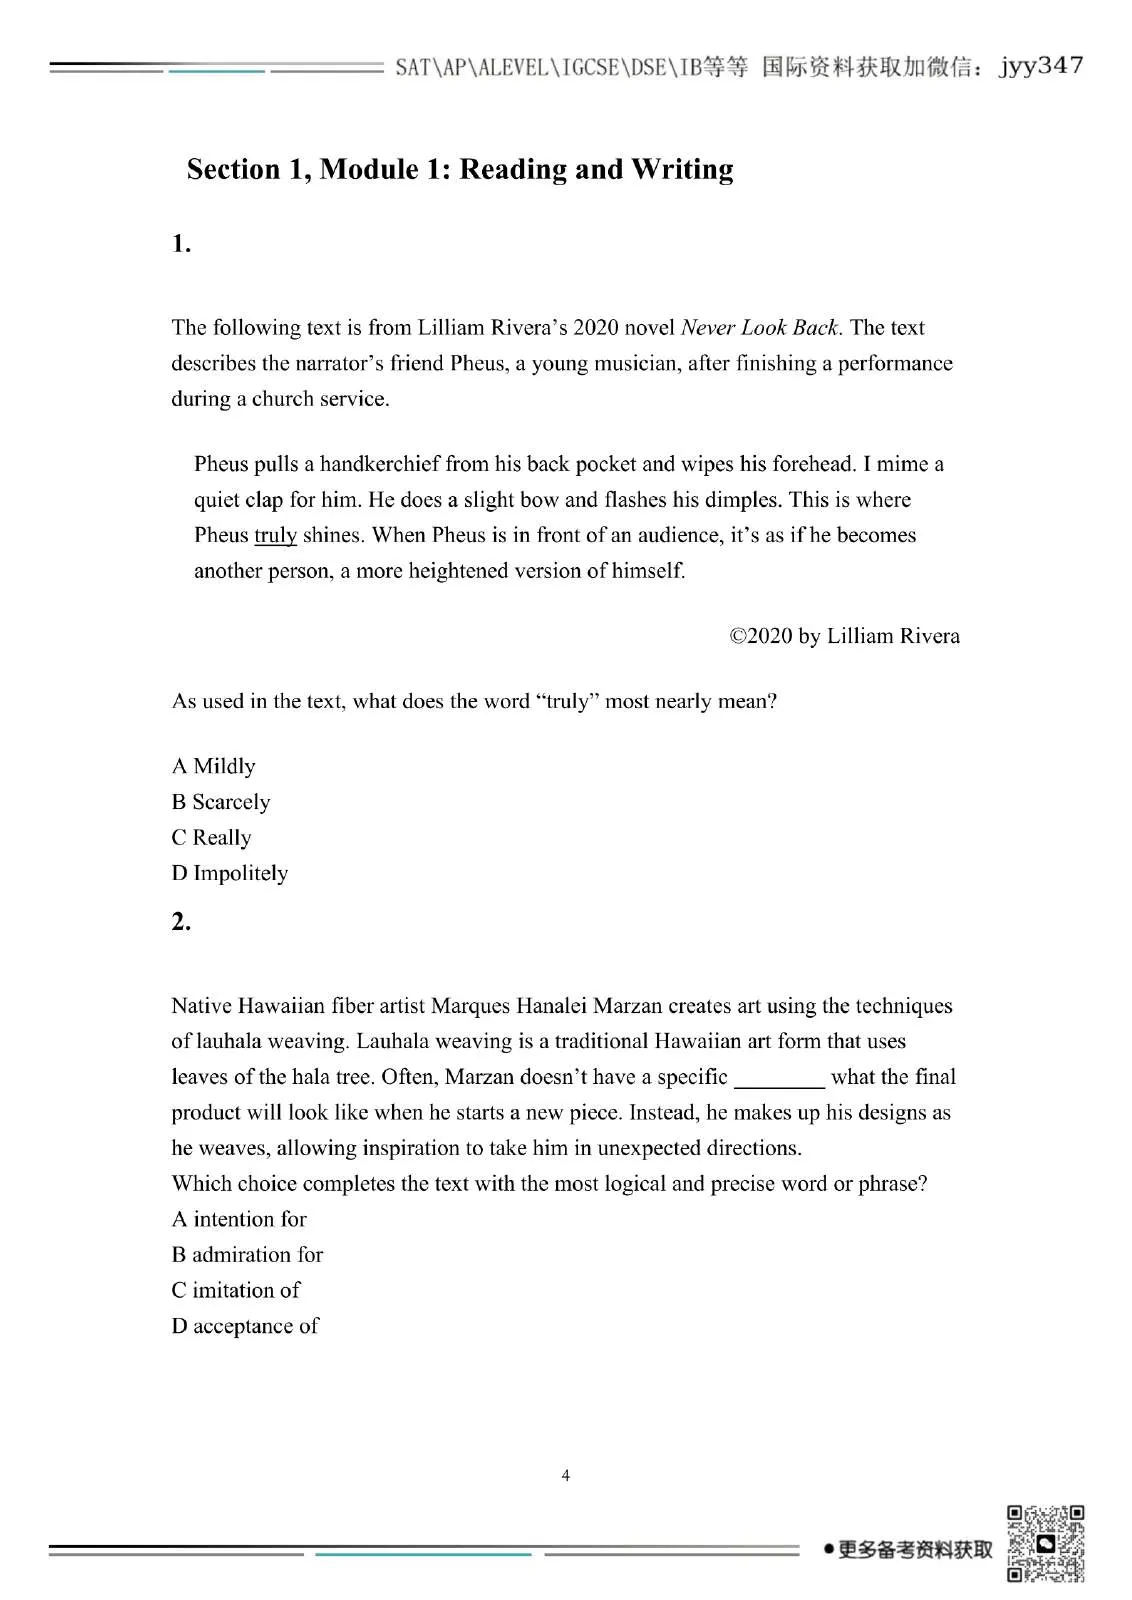 SAT\AP\ALEVEL\IGCSE\DSE\IB等等 国际资料获取加微信： jyy347
Section 1, Module 1: Reading and Writing
1.
The following text is from Lilliam Rivera’s 2020 novel Never Look Back. The text
describes the narrator’s friend Pheus, a young musician, after finishing a performance
during a church service.
Pheus pulls a handkerchief from his back pocket and wipes his forehead. I mime a
quiet clap for him. He does a slight bow and flashes his dimples. This is where
Pheus truly shines. When Pheus is in front of an audience, it’s as if he becomes
another person, a more heightened version of himself.
©2020 by Lilliam Rivera
As used in the text, what does the word “truly” most nearly mean?
A Mildly
B Scarcely
C Really
D Impolitely
2.
Native Hawaiian fiber artist Marques Hanalei Marzan creates art using the techniques
of lauhala weaving. Lauhala weaving is a traditional Hawaiian art form that uses
leaves of the hala tree. Often, Marzan doesn’t have a specific ________ what the final
product will look like when he starts a new piece. Instead, he makes up his designs as
he weaves, allowing inspiration to take him in unexpected directions.
Which choice completes the text with the most logical and precise word or phrase?
A intention for
B admiration for
C imitation of
D acceptance of
4
●更多备考资料获取